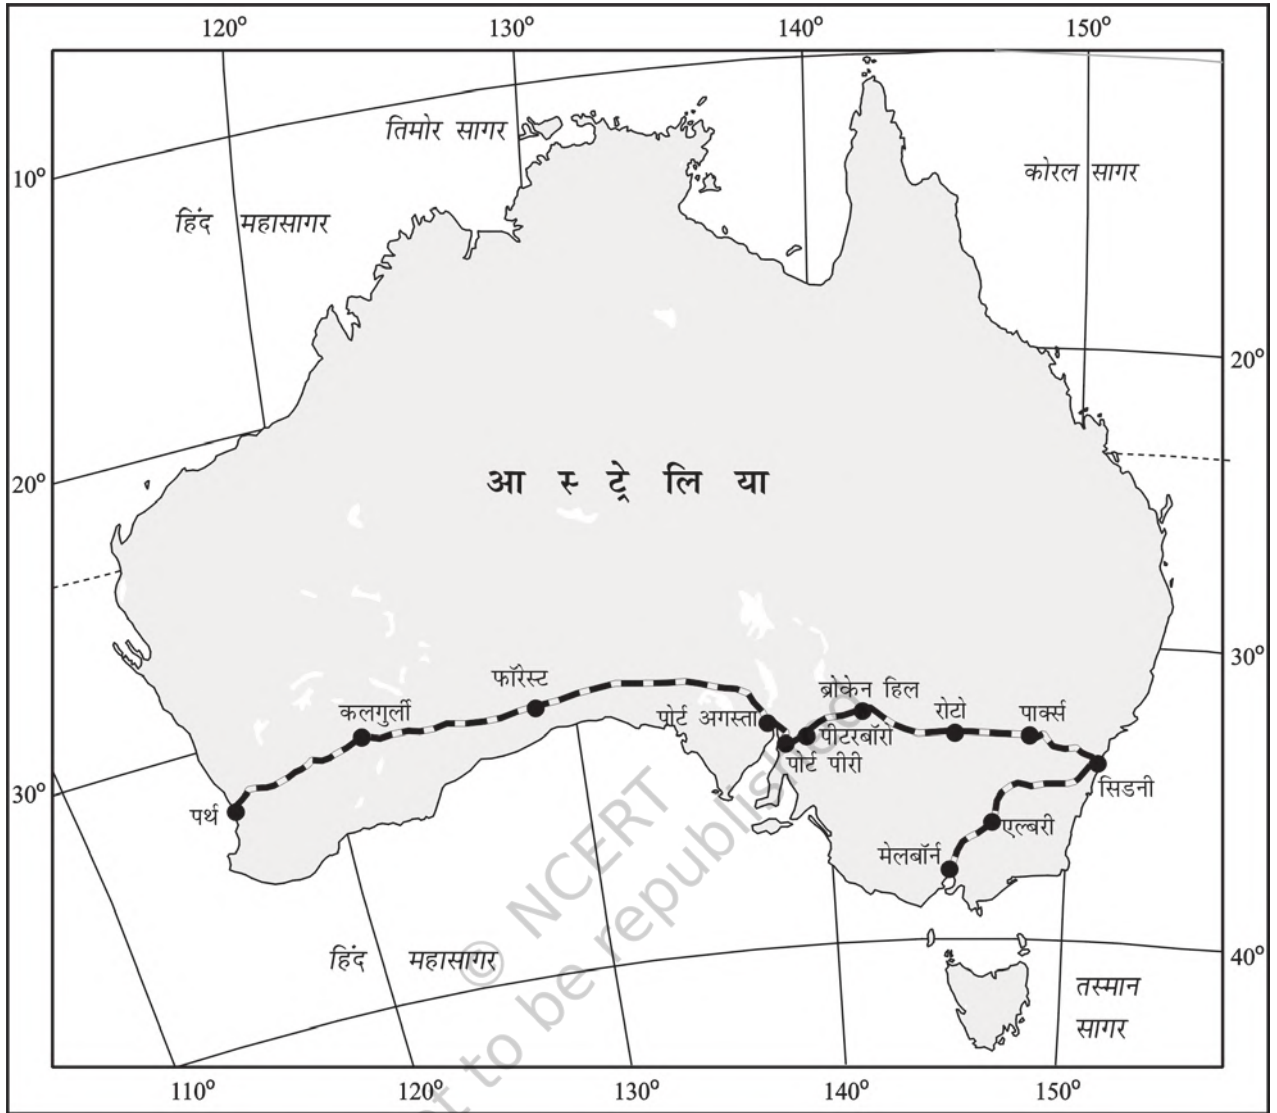 120° 130° 140° 150°
तिमोर सागर
कोरल सागर
10°
हिंद महासागर
20°
आ स्ट्रे लि या
20°
30°
फॉरेस्ट
ब्रोकेन हिल
कलगुर्ली
पोर्ट अगस्ता
रोटो
पार्क्स
पीटरबॉरो
पोर्ट पीरी
सिडनी
30°
पर्थ
एल्बरी
मेलबॉर्न
© NCERT
not to be republished
हिंद महासागर
40°
तस्मान
सागर
110° 120° 130° 140° 150°